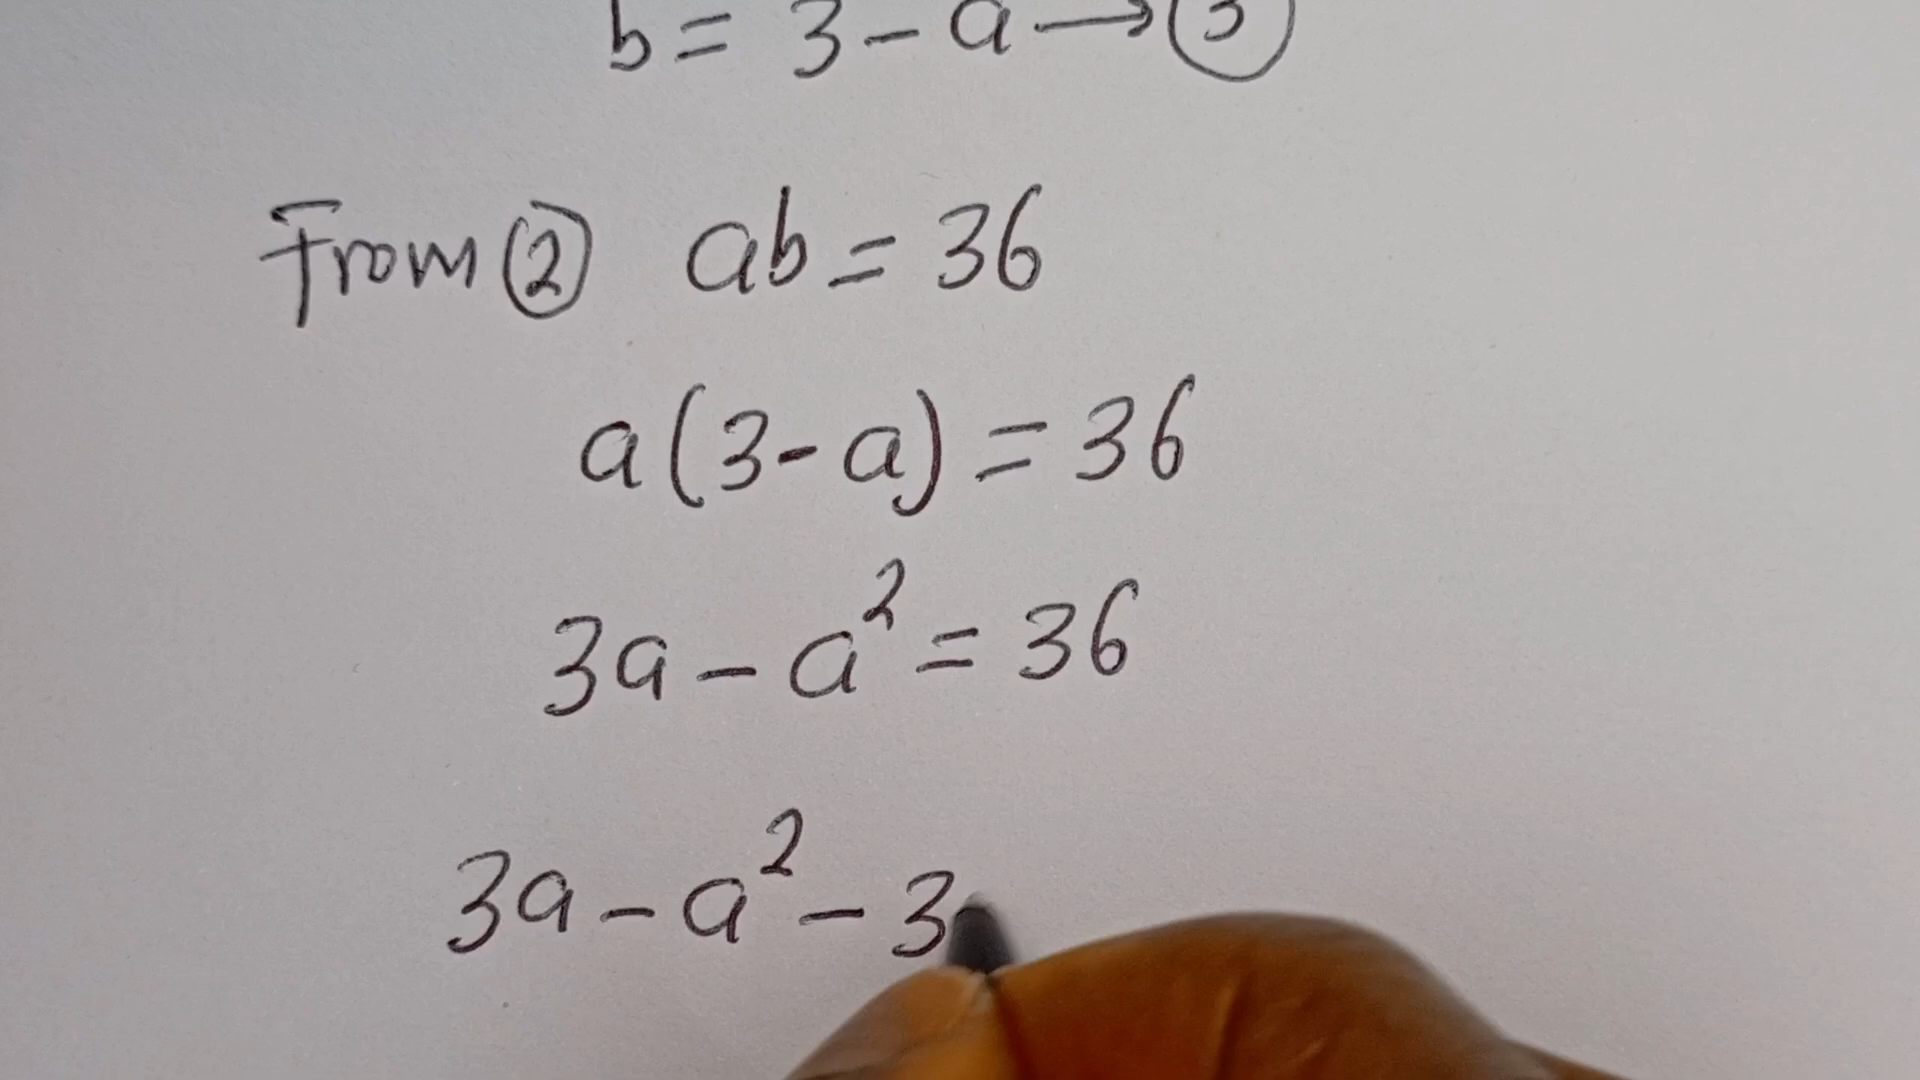 b = 3 - a → ③
From ② ab = 36
a(3 - a) = 36
3a - a² = 36
3a - a² - 3